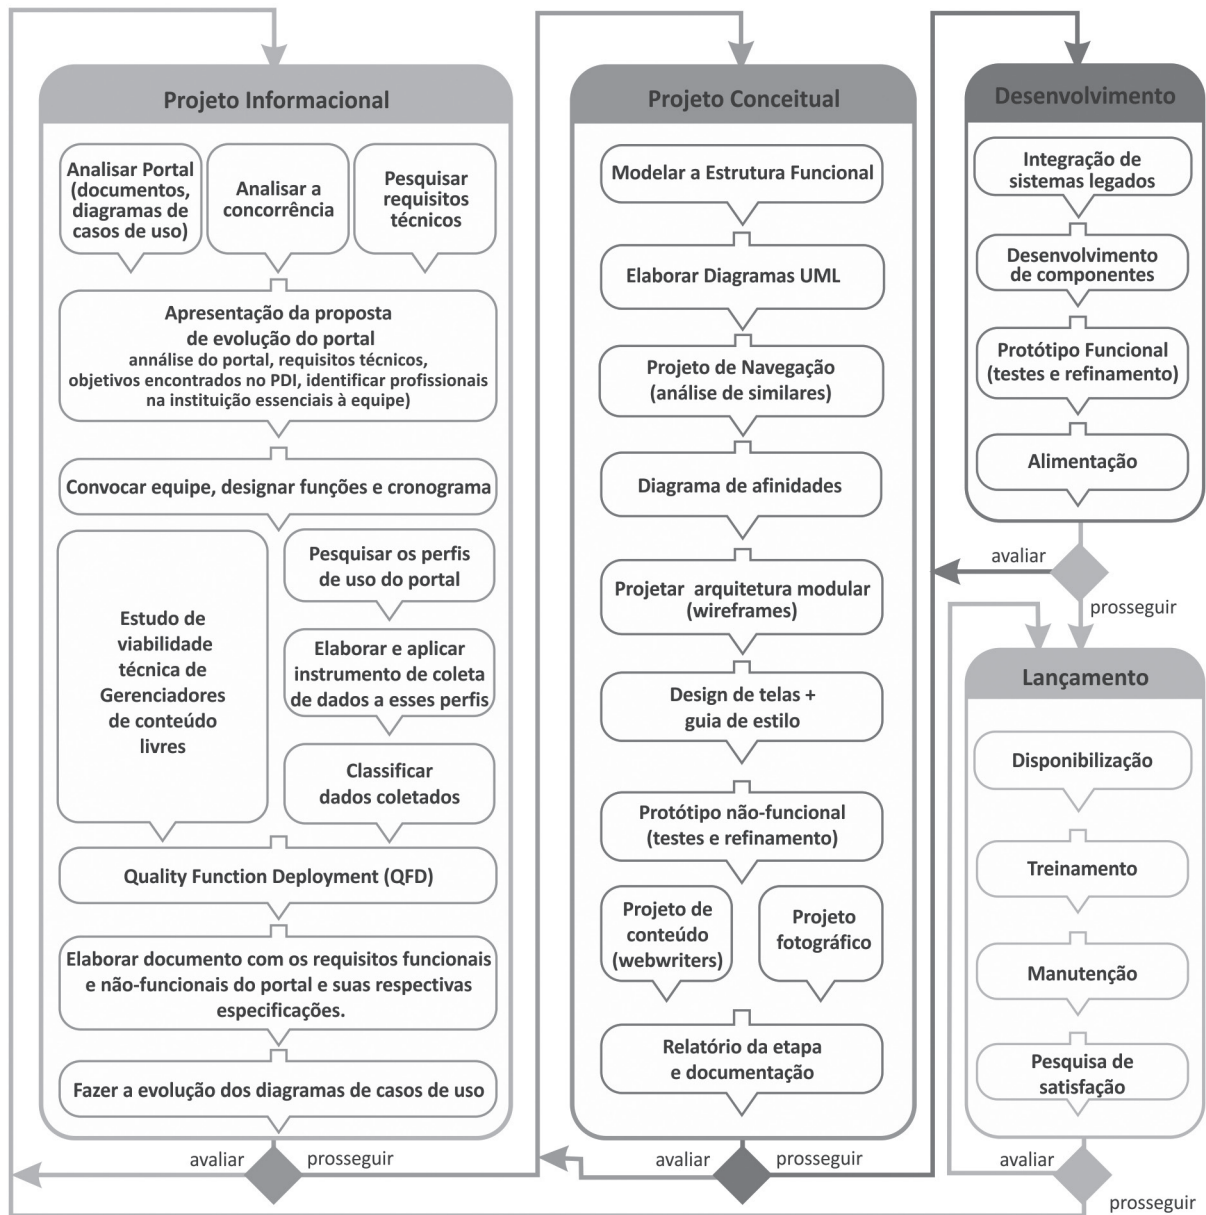 Projeto Informacional
Analisar Portal
(documentos,
diagramas de
casos de uso)
Analisar a
concorrência
Pesquisar
requisitos
técnicos
Apresentação da proposta
de evolução do portal
annálise do portal, requisitos técnicos,
objetivos encontrados no PDI, identificar profissionais
na instituição essenciais à equipe)
Convocar equipe, designar funções e cronograma
Estudo de
viabilidade
técnica de
Gerenciadores
de conteúdo
livres
Pesquisar os perfis
de uso do portal
Elaborar e aplicar
instrumento de coleta
de dados a esses perfis
Classificar
dados coletados
Quality Function Deployment (QFD)
Elaborar documento com os requisitos funcionais
e não-funcionais do portal e suas respectivas
especificações.
Fazer a evolução dos diagramas de casos de uso
avaliar
prosseguir
Projeto Conceitual
Modelar a Estrutura Funcional
Elaborar Diagramas UML
Projeto de Navegação
(análise de similares)
Diagrama de afinidades
Projetar arquitetura modular
(wireframes)
Design de telas +
guia de estilo
Protótipo não-funcional
(testes e refinamento)
Projeto de
conteúdo
(webwriters)
Projeto
fotográfico
Relatório da etapa
e documentação
avaliar
prosseguir
Desenvolvimento
Integração de
sistemas legados
Desenvolvimento
de componentes
Protótipo Funcional
(testes e refinamento)
Alimentação
avaliar
prosseguir
Lançamento
Disponibilização
Treinamento
Manutenção
Pesquisa de
satisfação
avaliar
prosseguir